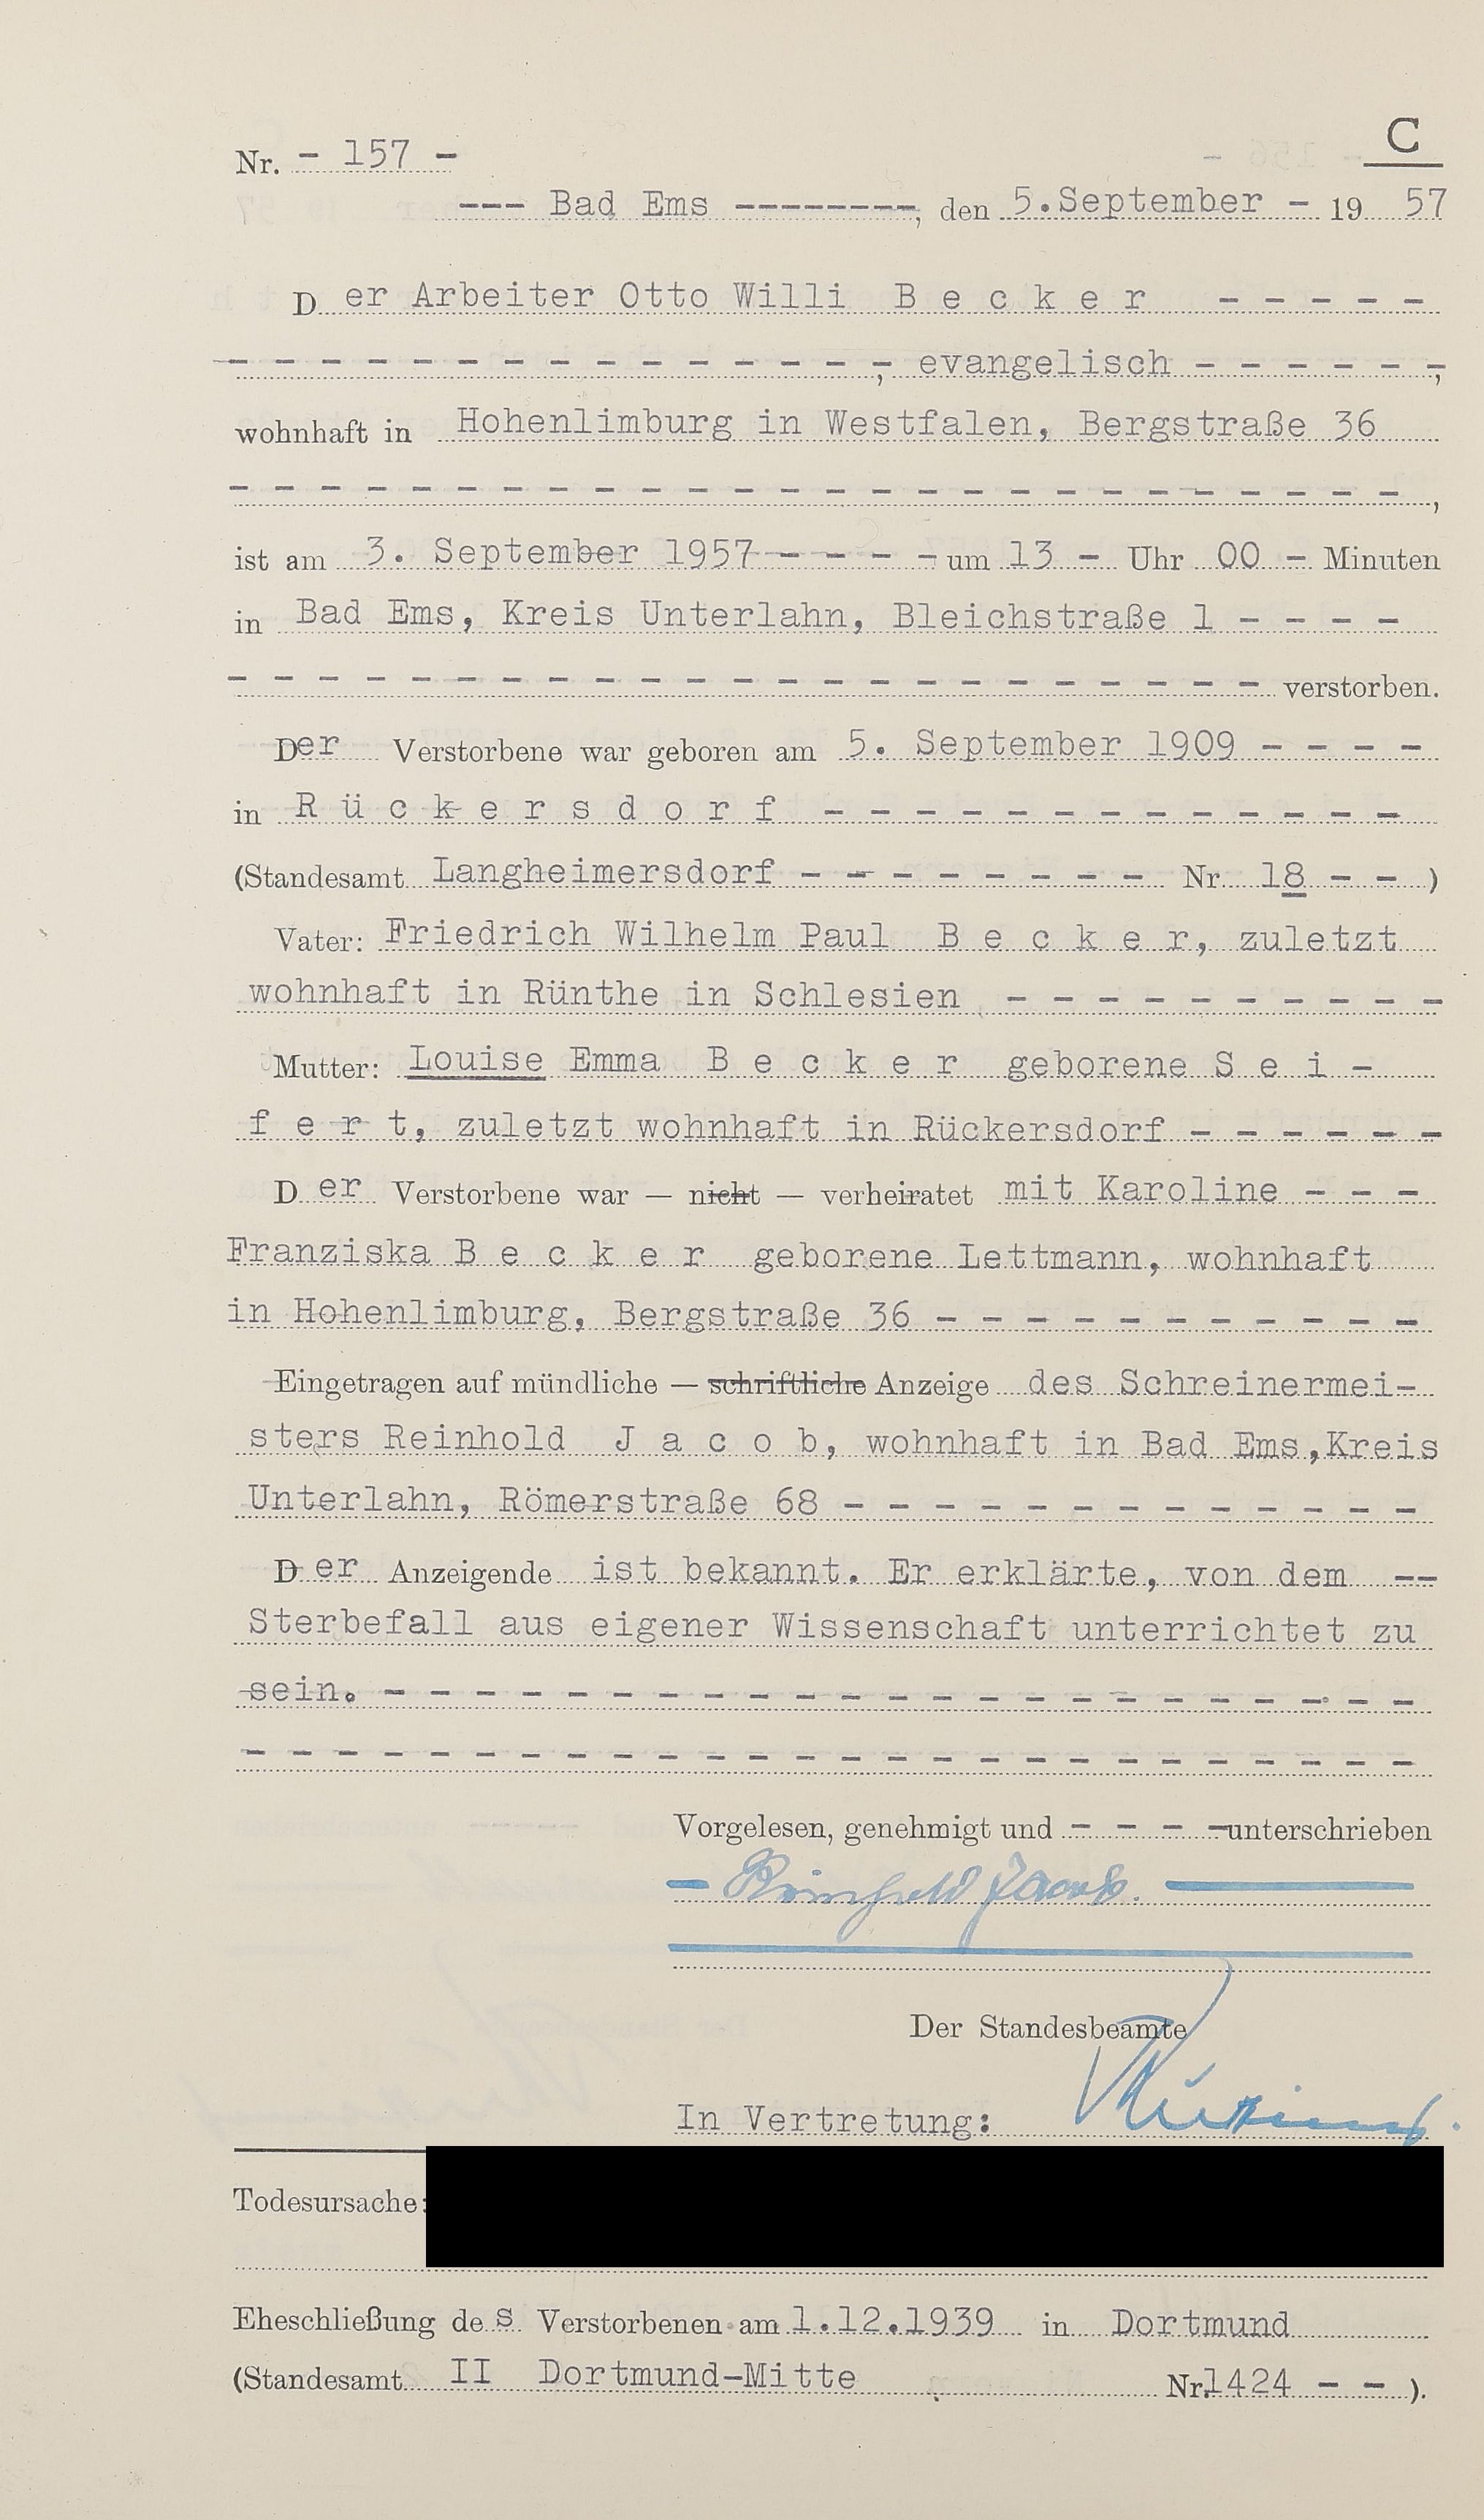 C
Nr. - 157 -
--- Bad Ems --------, den 5.September - 19 57
Der Arbeiter Otto Willi B e c k e r - - - - -
- - - - - - - - - - - - - - -, evangelisch - - - - - -,
wohnhaft in Hohenlimburg in Westfalen, Bergstraße 36
- - - - - - - - - - - - - - - - - - - - - - - - - -,
ist am 3. September 1957 - - - - um 13 - Uhr 00 - Minuten
in Bad Ems, Kreis Unterlahn, Bleichstraße 1 - - - -
- - - - - - - - - - - - - - - - - - - - - - - verstorben.
Der Verstorbene war geboren am 5. September 1909 - - - -
in R ü c k e r s d o r f - - - - - - - - - - - - -
(Standesamt Langheimersdorf - - - - - - - - Nr. 18 - - )
Vater: Friedrich Wilhelm Paul B e c k e r, zuletzt
wohnhaft in Rünthe in Schlesien - - - - - - - - - -
Mutter: Louise Emma B e c k e r geborene S e i -
f e r t, zuletzt wohnhaft in Rückersdorf - - - - - -
Der Verstorbene war — nicht — verheiratet mit Karoline - - -
Franziska B e c k e r geborene Lettmann, wohnhaft
in Hohenlimburg, Bergstraße 36 - - - - - - - - - - -
Eingetragen auf mündliche — schriftliche Anzeige des Schreinermei-
sters Reinhold J a c o b, wohnhaft in Bad Ems,Kreis
Unterlahn, Römerstraße 68 - - - - - - - - - - - - -
Der Anzeigende ist bekannt. Er erklärte, von dem --
Sterbefall aus eigener Wissenschaft unterrichtet zu
sein. - - - - - - - - - - - - - - - - - - - - - - -
- - - - - - - - - - - - - - - - - - - - - - - - - -
Vorgelesen, genehmigt und - - - - unterschrieben
- Reinhold Jacob. -
Der Standesbeamte
In Vertretung:
Todesursache:
Eheschließung des Verstorbenen am 1.12.1939 in Dortmund
(Standesamt II Dortmund-Mitte Nr.1424 - - ).